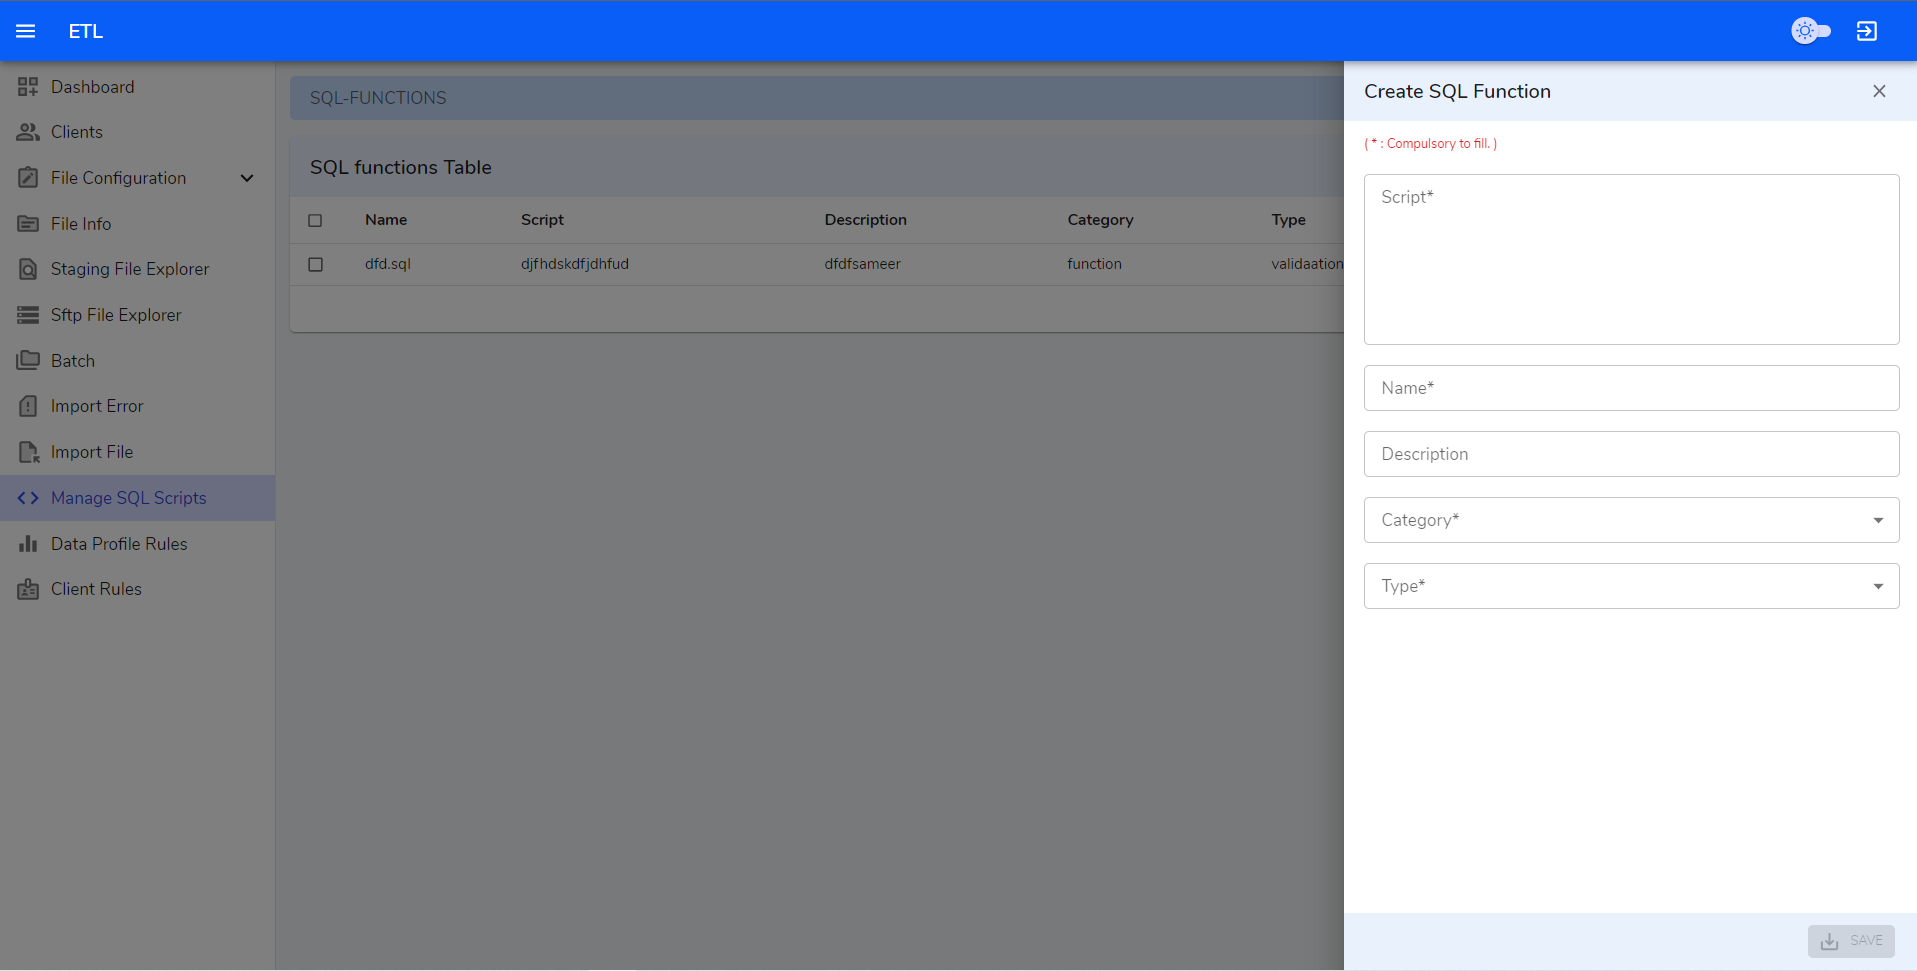 ETL
Dashboard
Clients
File Configuration
File Info
Staging File Explorer
Sftp File Explorer
Batch
Import Error
Import File
Manage SQL Scripts
Data Profile Rules
Client Rules
SQL-FUNCTIONS
SQL functions Table
Name Script Description Category Type
dfd.sql djfhdskdfjdhfud dfdfsameer function validaation
Create SQL Function
( * : Compulsory to fill. )
Script*
Name*
Description
Category*
Type*
SAVE